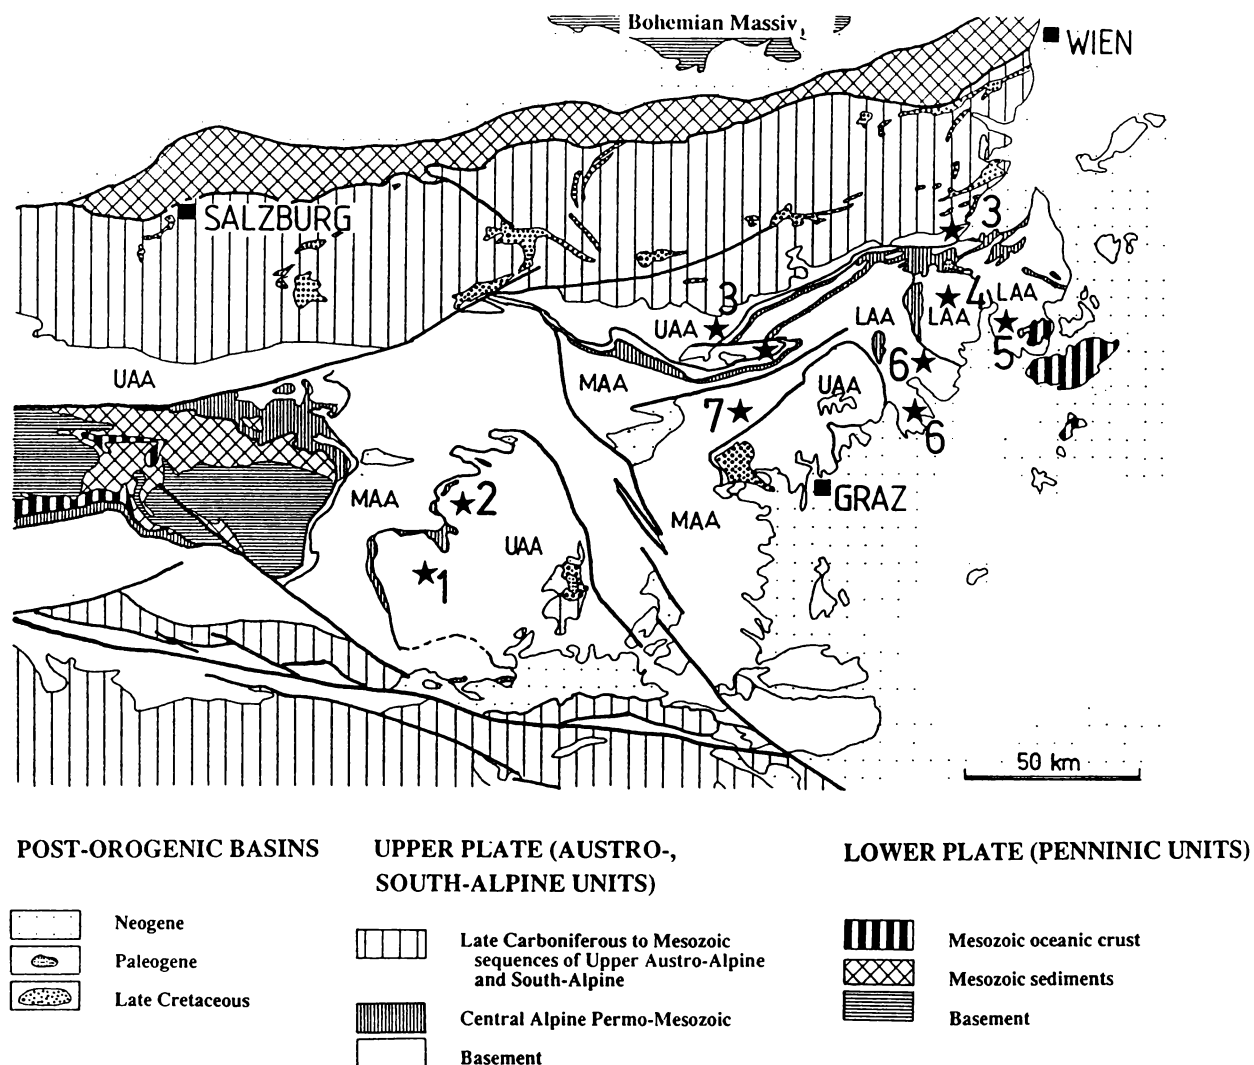 Bohemian Massiv,
WIEN
SALZBURG
3
3
UAA
LAA
LAA
4
LAA
UAA
MAA
5
6
UAA
7
6
MAA
2
GRAZ
MAA
UAA
1
50 km
POST-OROGENIC BASINS
Neogene
Paleogene
Late Cretaceous
UPPER PLATE (AUSTRO-,
SOUTH-ALPINE UNITS)
Late Carboniferous to Mesozoic
sequences of Upper Austro-Alpine
and South-Alpine
Central Alpine Permo-Mesozoic
Basement
LOWER PLATE (PENNINIC UNITS)
Mesozoic oceanic crust
Mesozoic sediments
Basement